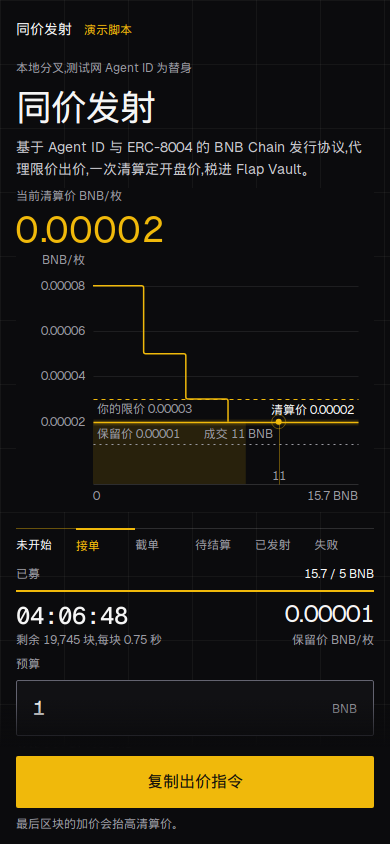 同价发射 演示脚本
本地分叉,测试网 Agent ID 为替身
同价发射
基于 Agent ID 与 ERC-8004 的 BNB Chain 发行协议,代
理限价出价,一次清算定开盘价,税进 Flap Vault。
当前清算价 BNB/枚
0.00002
BNB/枚
0.00008
0.00006
0.00004
你的限价 0.00003 清算价 0.00002
0.00002
保留价 0.00001 成交 11 BNB
11
0 15.7 BNB
未开始 接单 截单 待结算 已发射 失败
已募 15.7 / 5 BNB
04:06:48 0.00001
剩余 19,745 块,每块 0.75 秒 保留价 BNB/枚
预算
1 BNB
复制出价指令
最后区块的加价会抬高清算价。